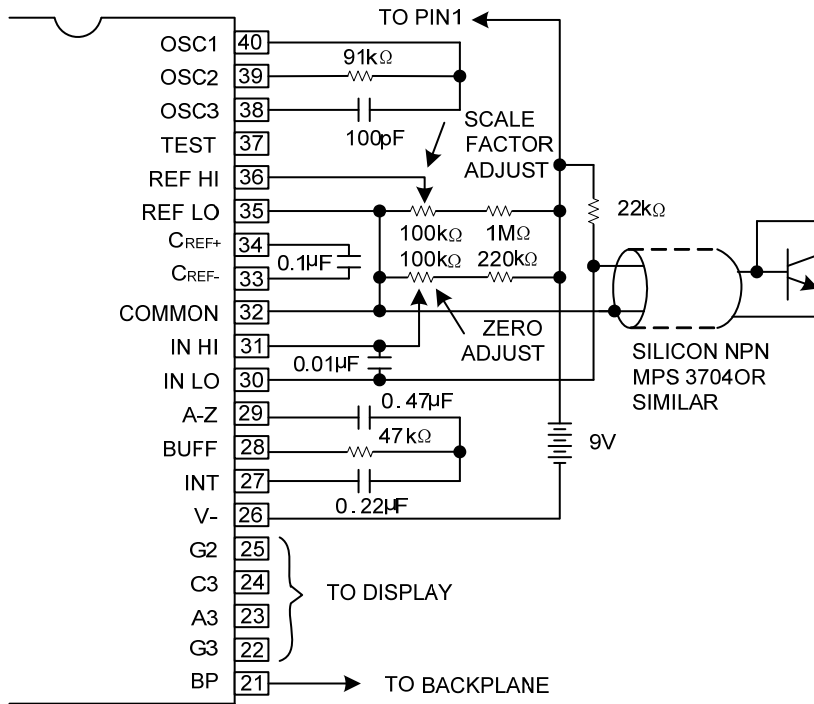 TO PIN1
OSC1 40
91kΩ
OSC2 39
OSC3 38
100pF
TEST 37
SCALE
FACTOR
ADJUST
REF HI 36
REF LO 35
22kΩ
100kΩ 1MΩ
CREF+ 34
0.1µF
100kΩ 220kΩ
CREF- 33
COMMON 32
ZERO
ADJUST
IN HI 31
0.01µF
IN LO 30
SILICON NPN
MPS 3704OR
SIMILAR
0.47µF
A-Z 29
47kΩ
BUFF 28
9V
INT 27
0.22µF
V- 26
G2 25
C3 24
TO DISPLAY
A3 23
G3 22
BP 21
TO BACKPLANE